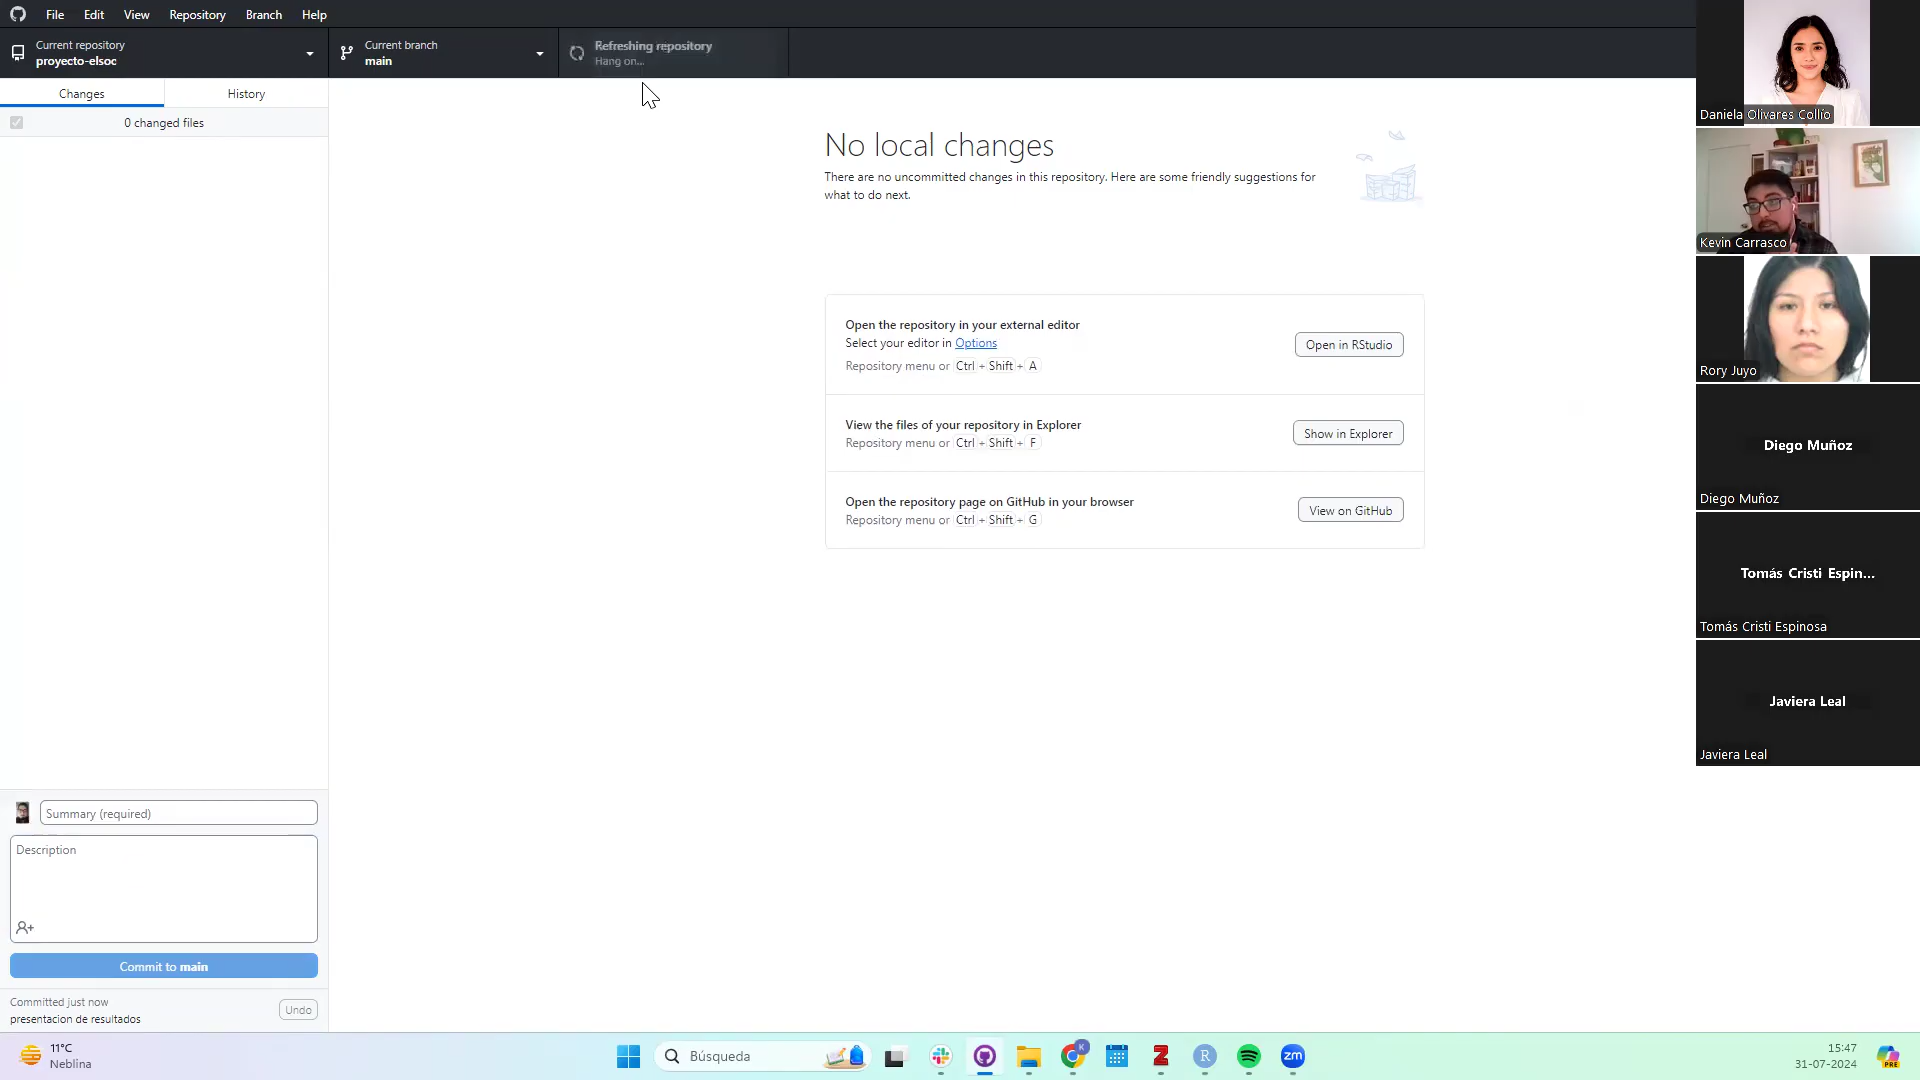 File Edit View Repository Branch Help
Current repository
proyecto-elsoc
Current branch
main
Refreshing repository
Hang on...
Changes
History
0 changed files
No local changes
There are no uncommitted changes in this repository. Here are some friendly suggestions for
what to do next.
Open the repository in your external editor
Select your editor in Options
Repository menu or Ctrl + Shift + A
Open in RStudio
View the files of your repository in Explorer
Repository menu or Ctrl + Shift + F
Show in Explorer
Open the repository page on GitHub in your browser
Repository menu or Ctrl + Shift + G
View on GitHub
Summary (required)
Description
Commit to main
Committed just now
presentacion de resultados
Undo
Daniela Olivares Collío
Kevin Carrasco
Rory Juyo
Diego Muñoz
Diego Muñoz
Tomás Cristi Espin...
Tomás Cristi Espinosa
Javiera Leal
Javiera Leal
11°C
Neblina
Búsqueda
K
Z
R
zm
15:47
31-07-2024
PRE